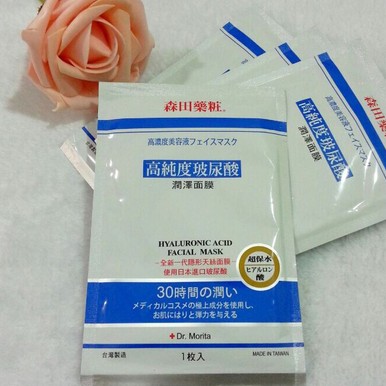 森田藥粧®
高濃度美容液フェイスマスク
高純度玻尿酸
潤澤面膜
HYALURONIC ACID
FACIAL MASK
全新一代隱形天絲面膜
使用日本進口玻尿酸
超保水
ヒアルロン
酸
30時間の潤い
メディカルコスメの極上成分を使用し、
お肌にはりと弾力を与える
Dr. Morita
台灣製造
1枚入
MADE IN TAIWAN
高純度玻尿酸